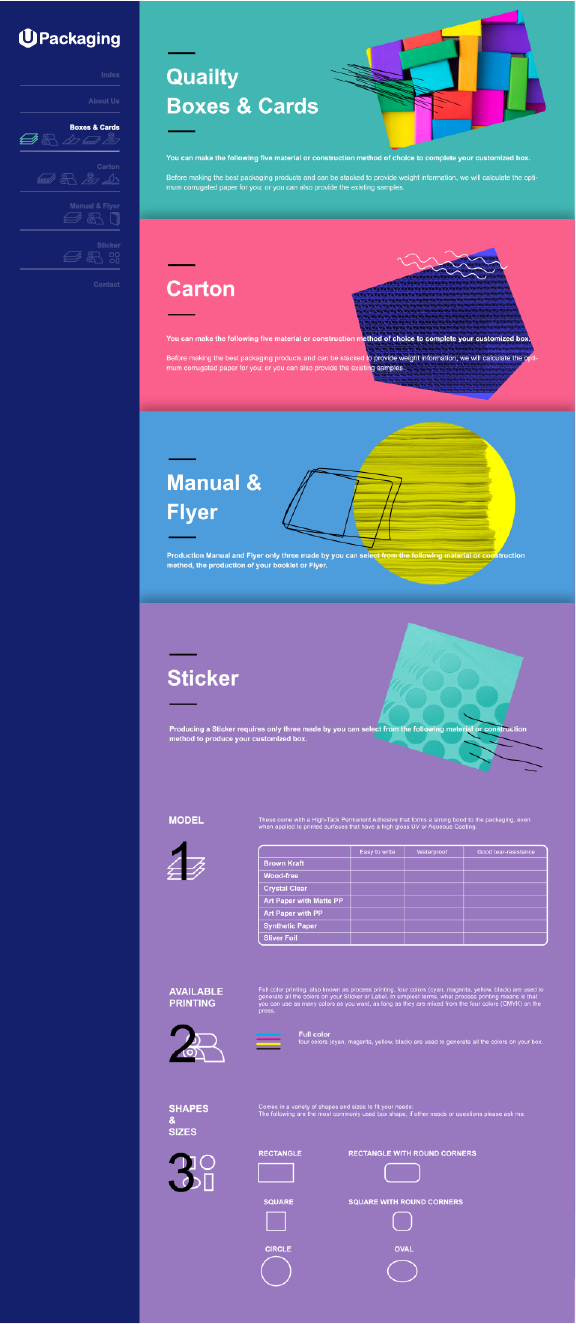 Packaging
Index
About Us
Boxes & Cards
Carton
Manual & Flyer
Sticker
Contact
Quailty
Boxes & Cards
You can make the following five material or construction method of choice to complete your customized box.
Before making the best packaging products and can be stacked to provide weight information, we will calculate the opti-
mum corrugated paper for you; or you can also provide the existing samples.
Carton
You can make the following five material or construction method of choice to complete your customized box.
Before making the best packaging products and can be stacked to provide weight information, we will calculate the opti-
mum corrugated paper for you; or you can also provide the existing samples.
Manual &
Flyer
Production Manual and Flyer only three made by you can select from the following material or construction
method, the production of your booklet or Flyer.
Sticker
Producing a Sticker requires only three made by you can select from the following material or construction
method to produce your customized box.
MODEL
1
These come with a High-Tack Permanent Adhesive that forms a strong bond to the packaging, even
when applied to printed surfaces that have a high gloss UV or Aqueous Coating.
Easy to write Waterproof Good tear-resistance
Brown Kraft
Wood-free
Crystal Clear
Art Paper with Matte PP
Art Paper with PP
Synthetic Paper
Sliver Foil
AVAILABLE
PRINTING
2
Full color printing, also known as process printing, four colors (cyan, magenta, yellow, black) are used to
generate all the colors on your Sticker or Label. In simplest terms, what process printing means is that
you can use as many colors as you want, as long as they are mixed from the four colors (CMYK) on the
press.
Full color
four colors (cyan, magenta, yellow, black) are used to generate all the colors on your box.
SHAPES
&
SIZES
3
Comes in a variety of shapes and sizes to fit your needs:
The following are the most commonly used box shape, if other needs or questions please ask me.
RECTANGLE RECTANGLE WITH ROUND CORNERS
SQUARE SQUARE WITH ROUND CORNERS
CIRCLE OVAL